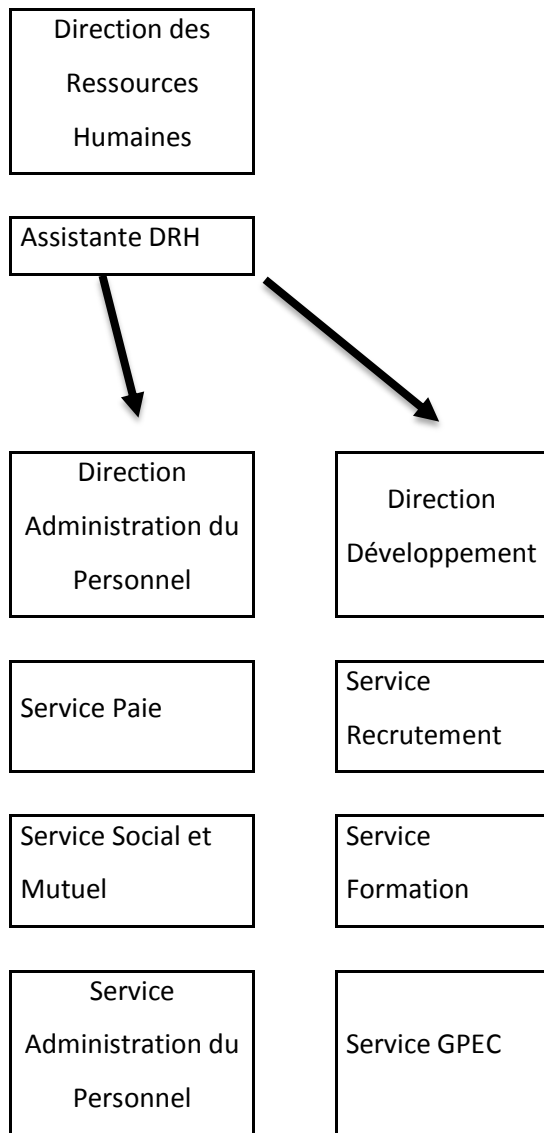 Direction des
Ressources
Humaines
Assistante DRH
Direction
Administration du
Personnel
Direction
Développement
Service Paie
Service
Recrutement
Service Social et
Mutuel
Service
Formation
Service
Administration du
Personnel
Service GPEC